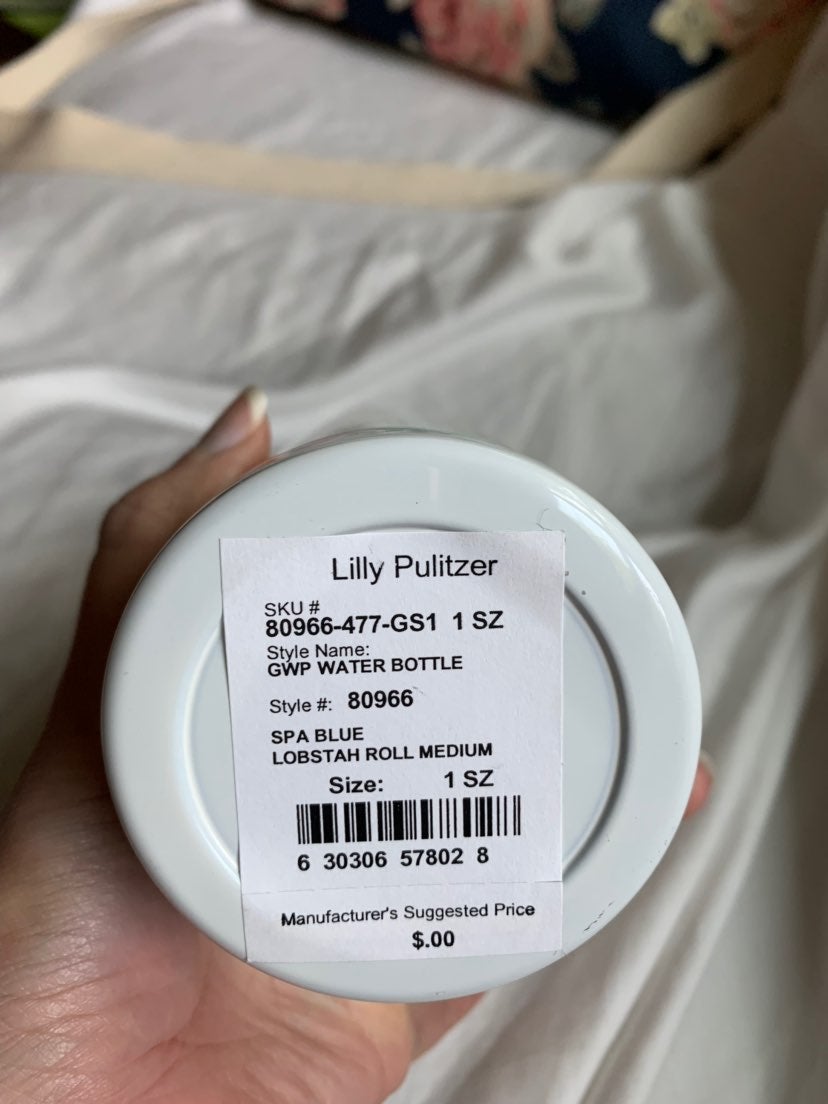 Lilly Pulitzer
SKU #
80966-477-GS1 1 SZ
Style Name:
GWP WATER BOTTLE
Style #: 80966
SPA BLUE
LOBSTAH ROLL MEDIUM
Size: 1 SZ
6 30306 57802 8
Manufacturer's Suggested Price
$.00